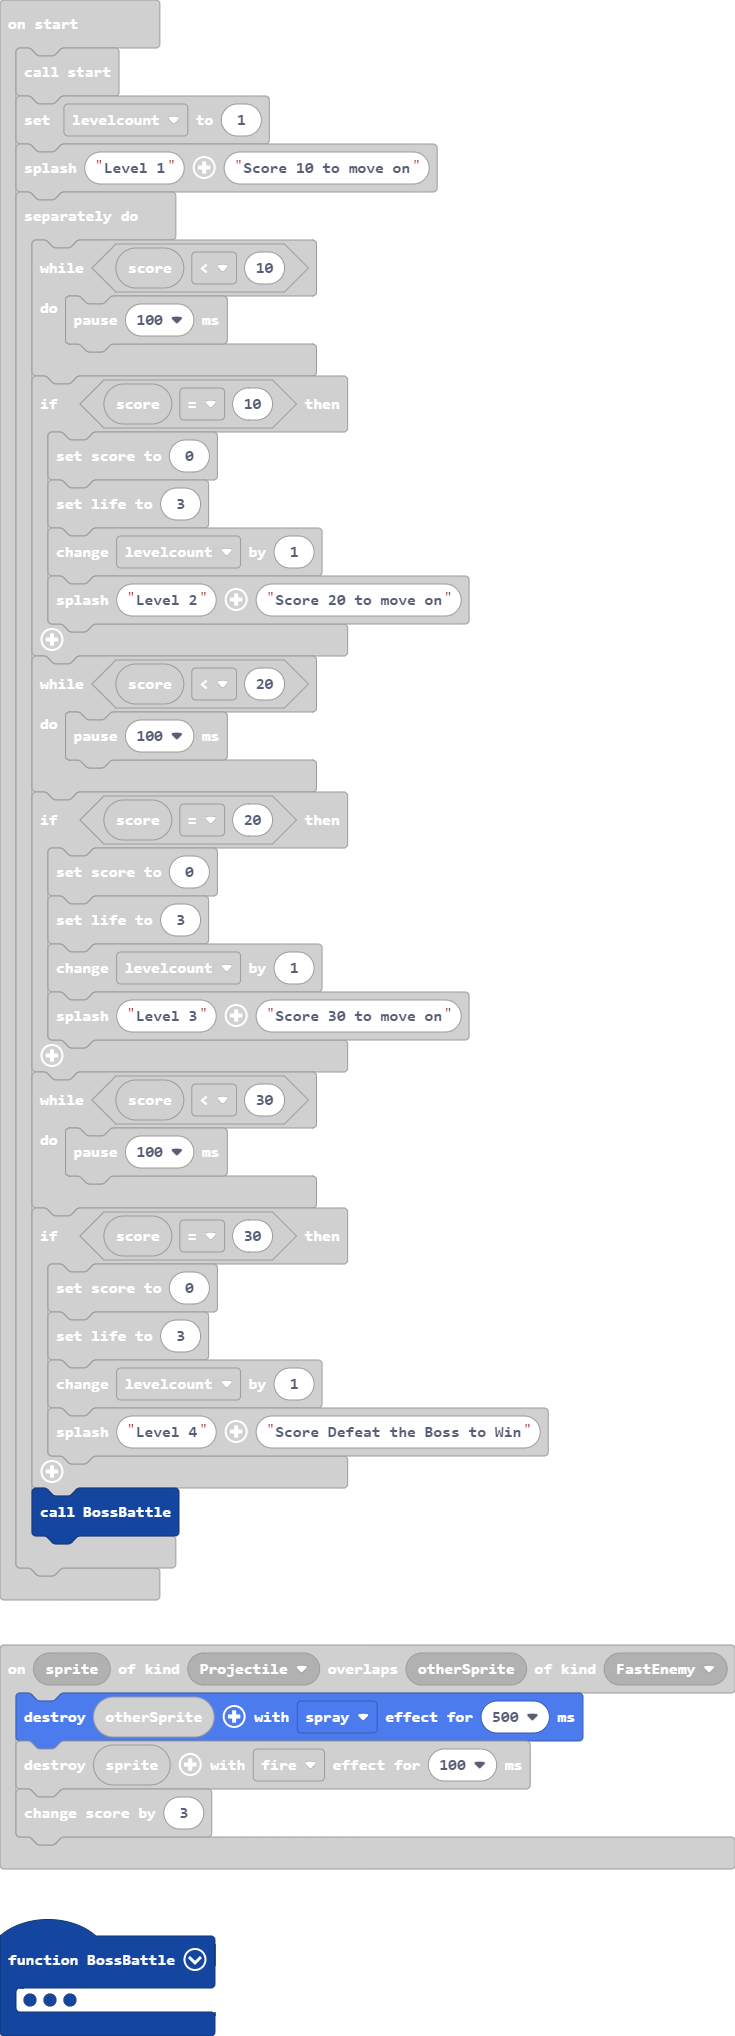 on start
call start
set levelcount to 1
splash "Level 1" "Score 10 to move on"
separately do
while score < 10
do pause 100 ms
if score = 10 then
set score to 0
set life to 3
change levelcount by 1
splash "Level 2" "Score 20 to move on"
while score < 20
do pause 100 ms
if score = 20 then
set score to 0
set life to 3
change levelcount by 1
splash "Level 3" "Score 30 to move on"
while score < 30
do pause 100 ms
if score = 30 then
set score to 0
set life to 3
change levelcount by 1
splash "Level 4" "Score Defeat the Boss to Win"
call BossBattle
on sprite of kind Projectile overlaps otherSprite of kind FastEnemy
destroy otherSprite with spray effect for 500 ms
destroy sprite with fire effect for 100 ms
change score by 3
function BossBattle